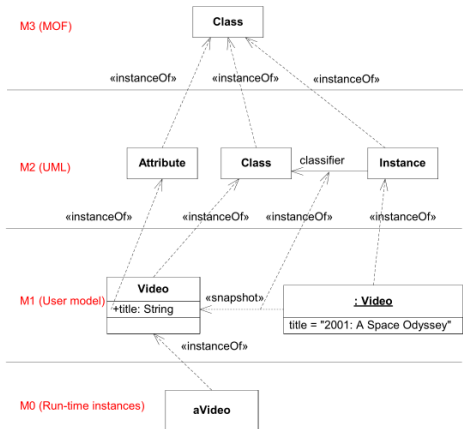 M3 (MOF)
Class
«instanceOf»
«instanceOf»
«instanceOf»
M2 (UML)
Attribute
Class
classifier
Instance
«instanceOf»
«instanceOf»
«instanceOf»
«instanceOf»
M1 (User model)
Video
+title: String
«snapshot»
: Video
title = "2001: A Space Odyssey"
«instanceOf»
M0 (Run-time instances)
aVideo